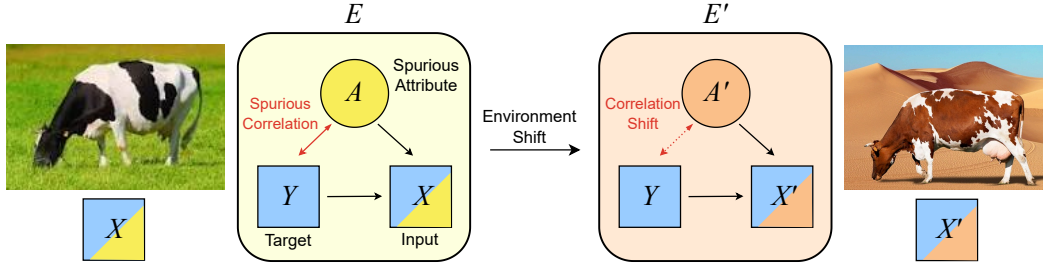 E
E'
A
Spurious
Attribute
Spurious
Correlation
Y
X
Target
Input
Environment
Shift
A'
Correlation
Shift
Y
X'
X
X'